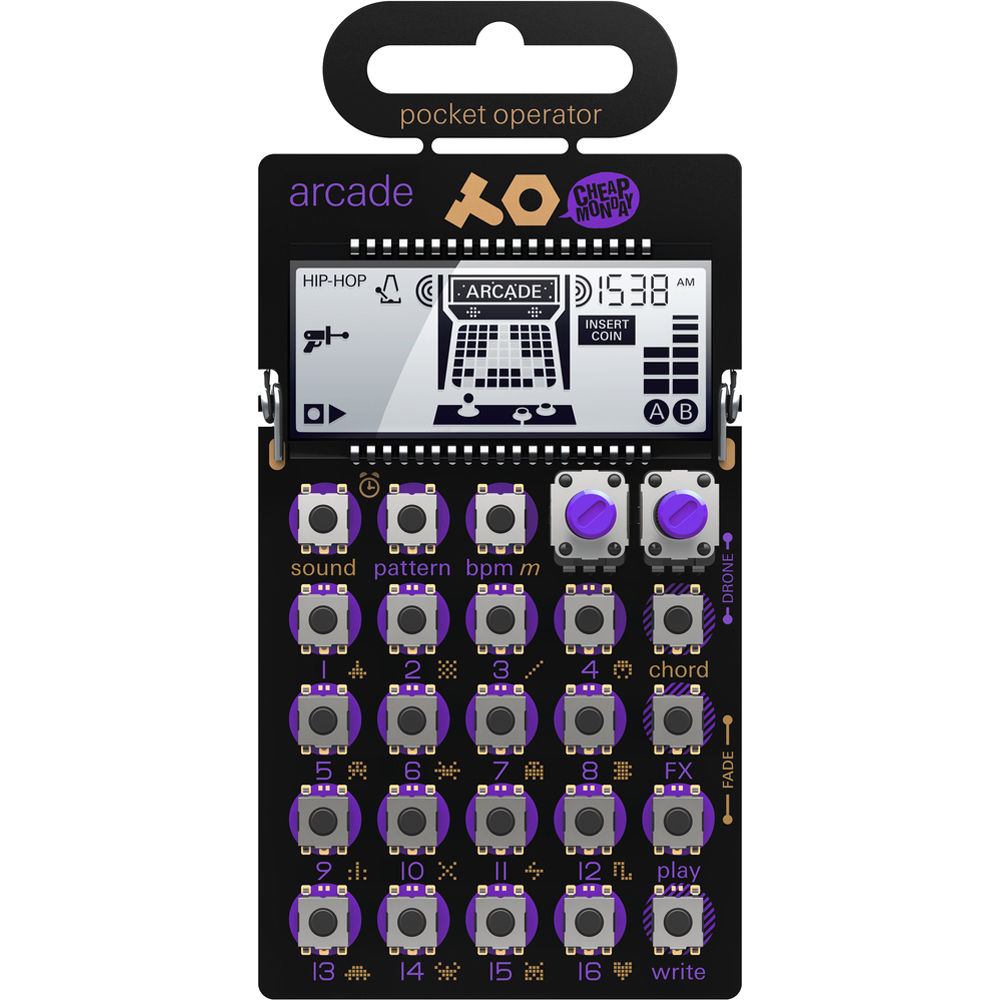 pocket operator
arcade
CHEAP
MONDAY
HIP-HOP
ARCADE
1538 AM
INSERT
COIN
A B
sound pattern bpm m
DRONE
1 2 3 4 chord
5 6 7 8 FX
FADE
9 10 11 12 play
13 14 15 16 write